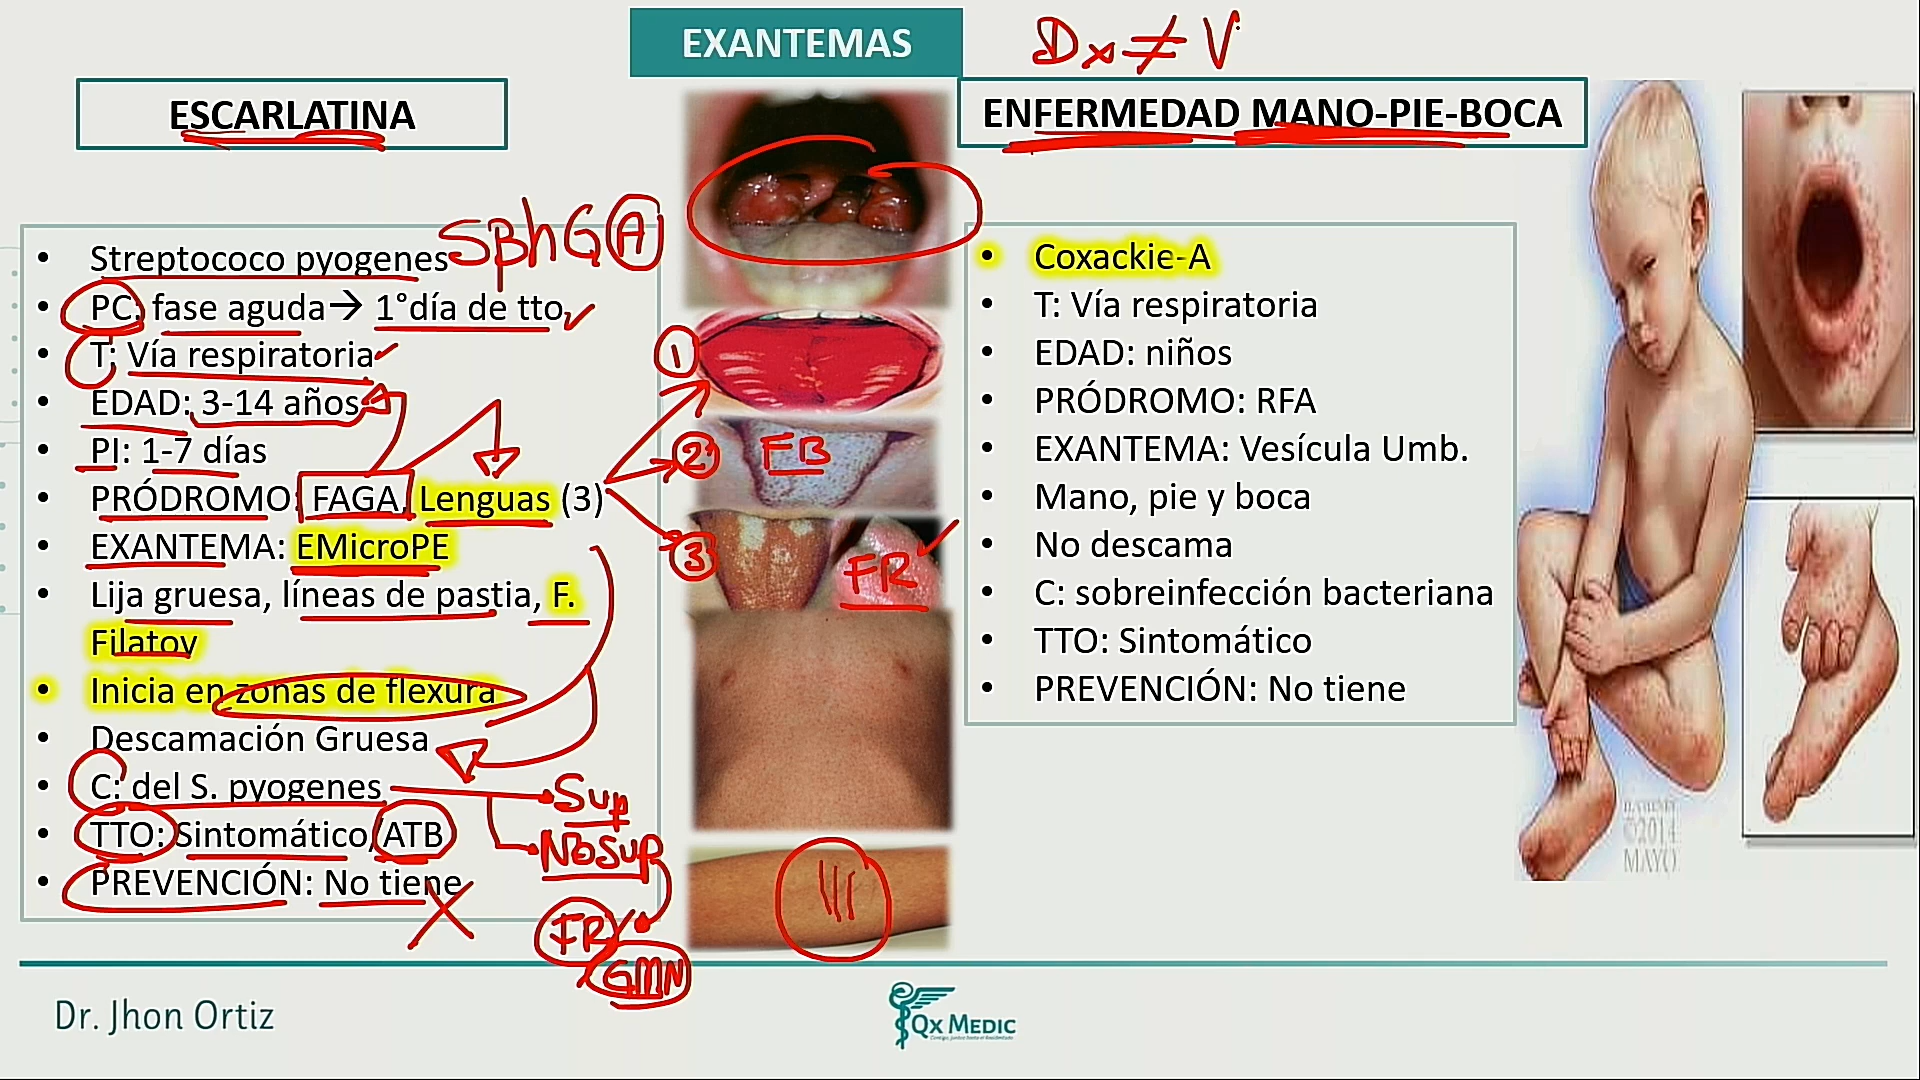 EXANTEMAS
Dx ≠ V
ESCARLATINA
SBhGA
• Streptococo pyogenes
• PC: fase aguda→ 1°día de tto
• T: Vía respiratoria
• EDAD: 3-14 años
• PI: 1-7 días
• PRÓDROMO: FAGA, Lenguas (3)
• EXANTEMA: EMicroPE
• Lija gruesa, líneas de pastia, F.
Filatov
• Inicia en zonas de flexura
• Descamación Gruesa
• C: del S. pyogenes
• TTO: Sintomático/ATB
• PREVENCIÓN: No tiene
Sup
NoSup
FR
GMN
1
2
FB
3
FR
ENFERMEDAD MANO-PIE-BOCA
• Coxackie-A
• T: Vía respiratoria
• EDAD: niños
• PRÓDROMO: RFA
• EXANTEMA: Vesícula Umb.
• Mano, pie y boca
• No descama
• C: sobreinfección bacteriana
• TTO: Sintomático
• PREVENCIÓN: No tiene
©2014
MAYO
Dr. Jhon Ortiz
Qx MEDIC